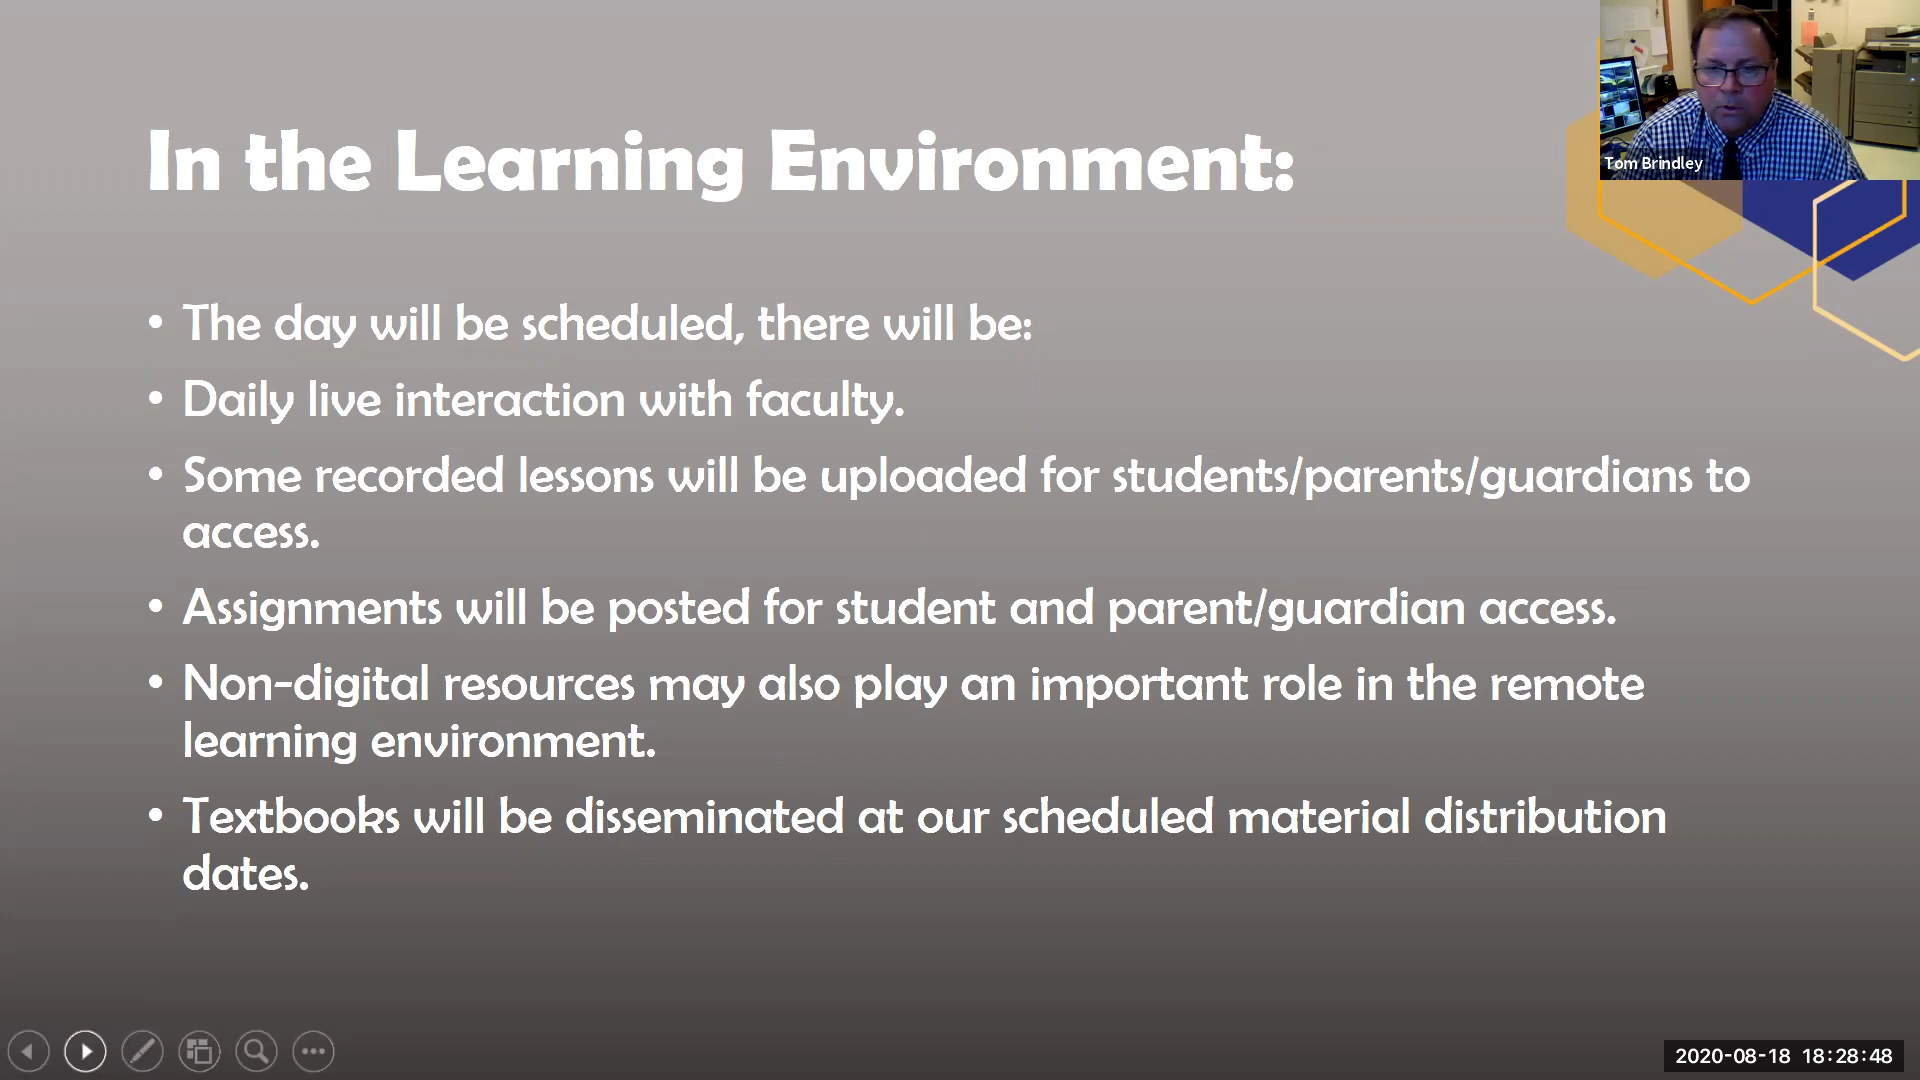 In the Learning Environment:
Tom Brindley
• The day will be scheduled, there will be:
• Daily live interaction with faculty.
• Some recorded lessons will be uploaded for students/parents/guardians to
access.
• Assignments will be posted for student and parent/guardian access.
• Non-digital resources may also play an important role in the remote
learning environment.
• Textbooks will be disseminated at our scheduled material distribution
dates.
2020-08-18 18:28:48